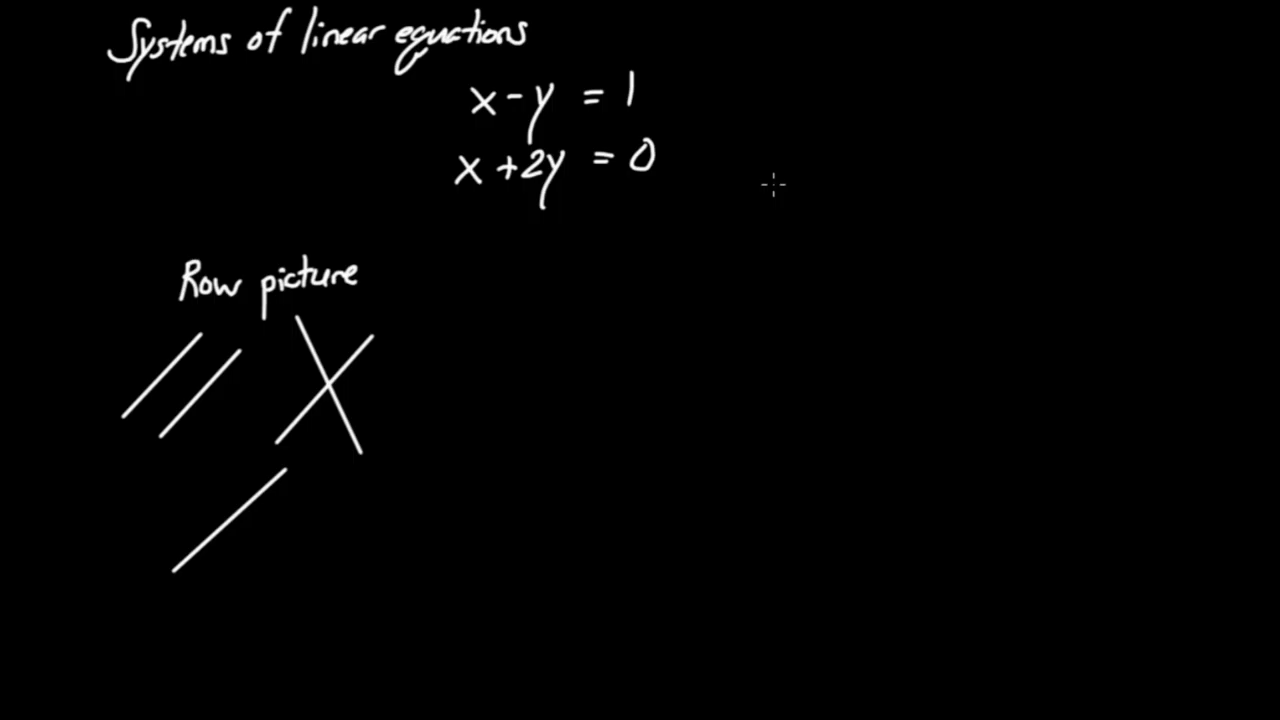 Systems of linear equations
x - y = 1
x + 2y = 0
Row picture